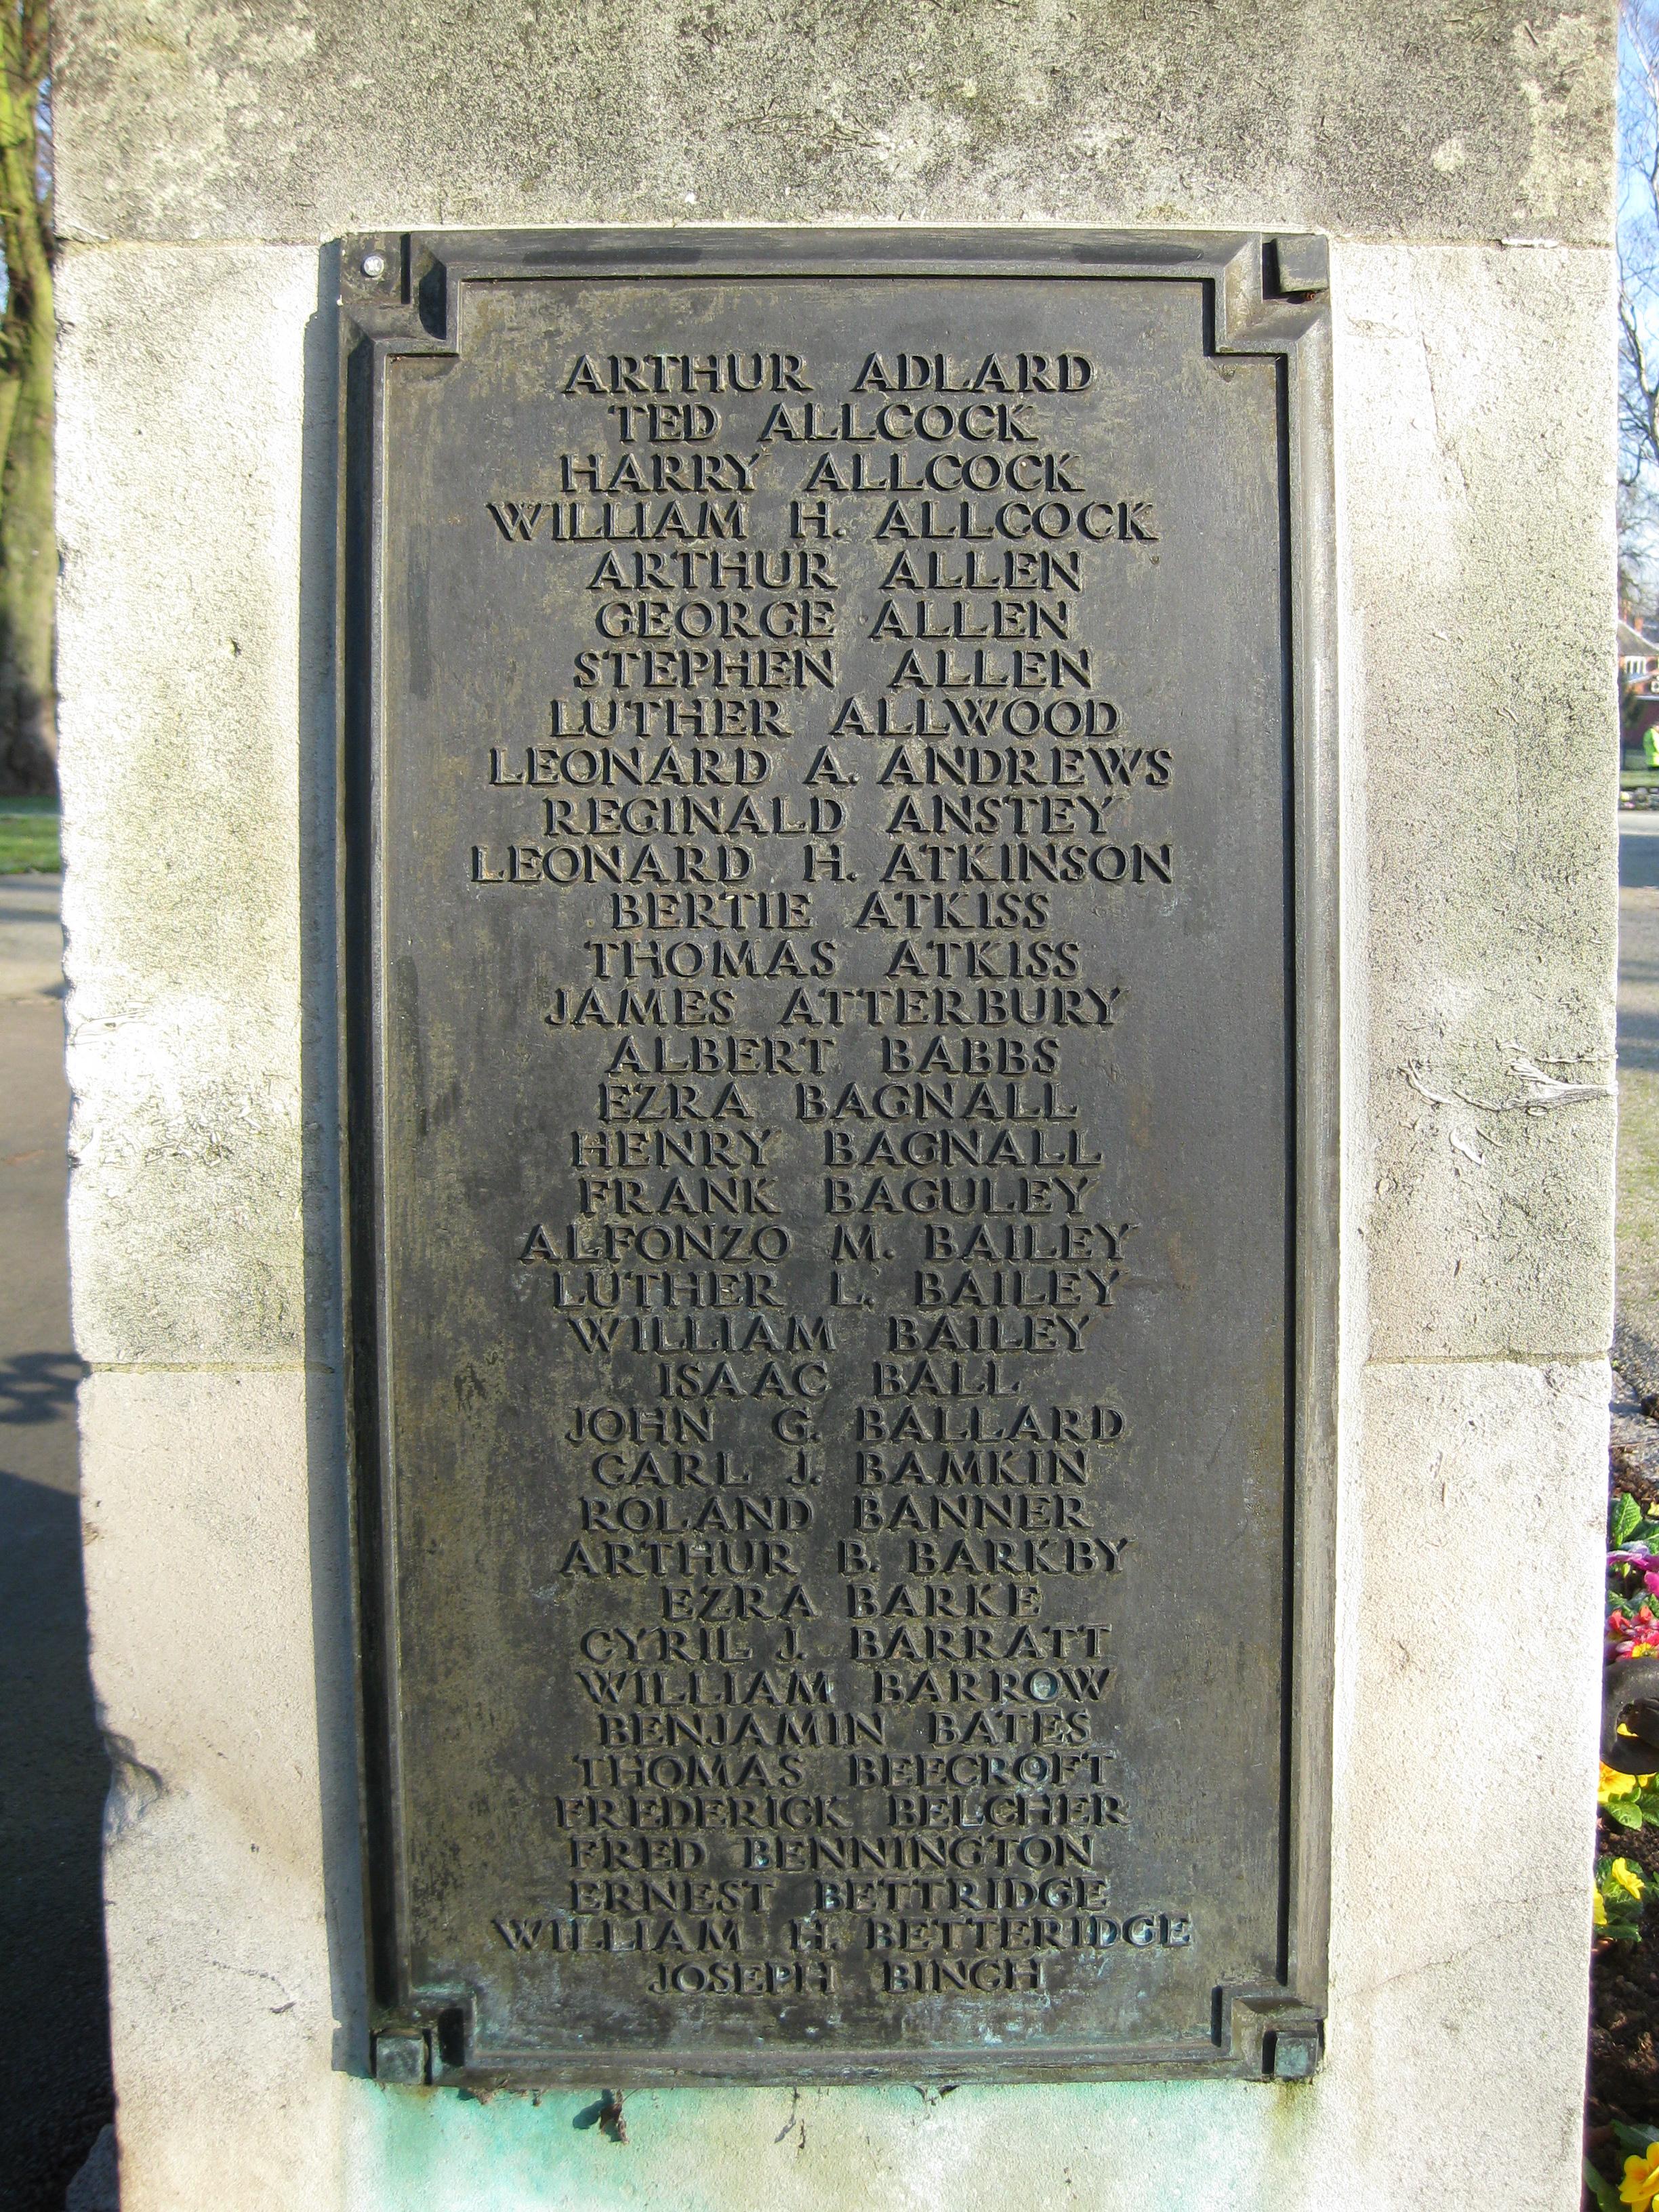 ARTHUR ADLARD
TED ALLCOCK
HARRY ALLCOCK
WILLIAM H. ALLCOCK
ARTHUR ALLEN
GEORGE ALLEN
STEPHEN ALLEN
LUTHER ALLWOOD
LEONARD A. ANDREWS
REGINALD ANSTEY
LEONARD H. ATKINSON
BERTIE ATKISS
THOMAS ATKISS
JAMES ATTERBURY
ALBERT BABBS
EZRA BAGNALL
HENRY BAGNALL
FRANK BAGULEY
ALFONZO M. BAILEY
LUTHER L. BAILEY
WILLIAM BAILEY
ISAAC BALL
JOHN G. BALLARD
CARL J. BAMKIN
ROLAND BANNER
ARTHUR B. BARKBY
EZRA BARKE
CYRIL J. BARRATT
WILLIAM BARROW
BENJAMIN BATES
THOMAS BEECROFT
FREDERICK BELCHER
FRED BENNINGTON
ERNEST BETTRIDGE
WILLIAM H. BETTERIDGE
JOSEPH BINCH